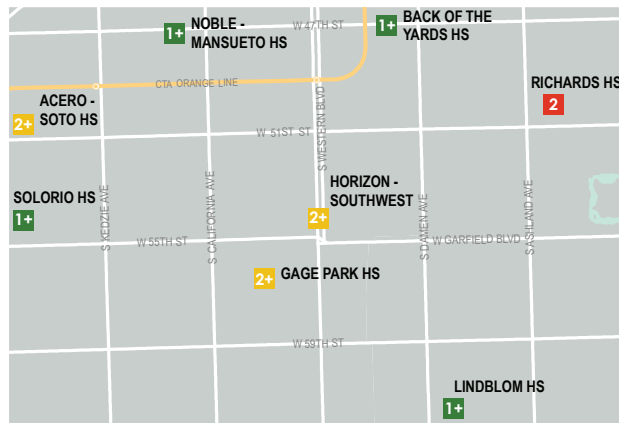 NOBLE -
MANSUETO HS
1+
W 47TH ST
1+
BACK OF THE
YARDS HS
CTA ORANGE LINE
RICHARDS HS
2
ACERO -
SOTO HS
2+
W 51ST ST
S WESTERN BLVD
SOLORIO HS
1+
HORIZON -
SOUTHWEST
2+
S KEDZIE AVE
S CALIFORNIA AVE
S DAMEN AVE
S ASHLAND AVE
W 55TH ST
W GARFIELD BLVD
2+
GAGE PARK HS
W 59TH ST
LINDBLOM HS
1+